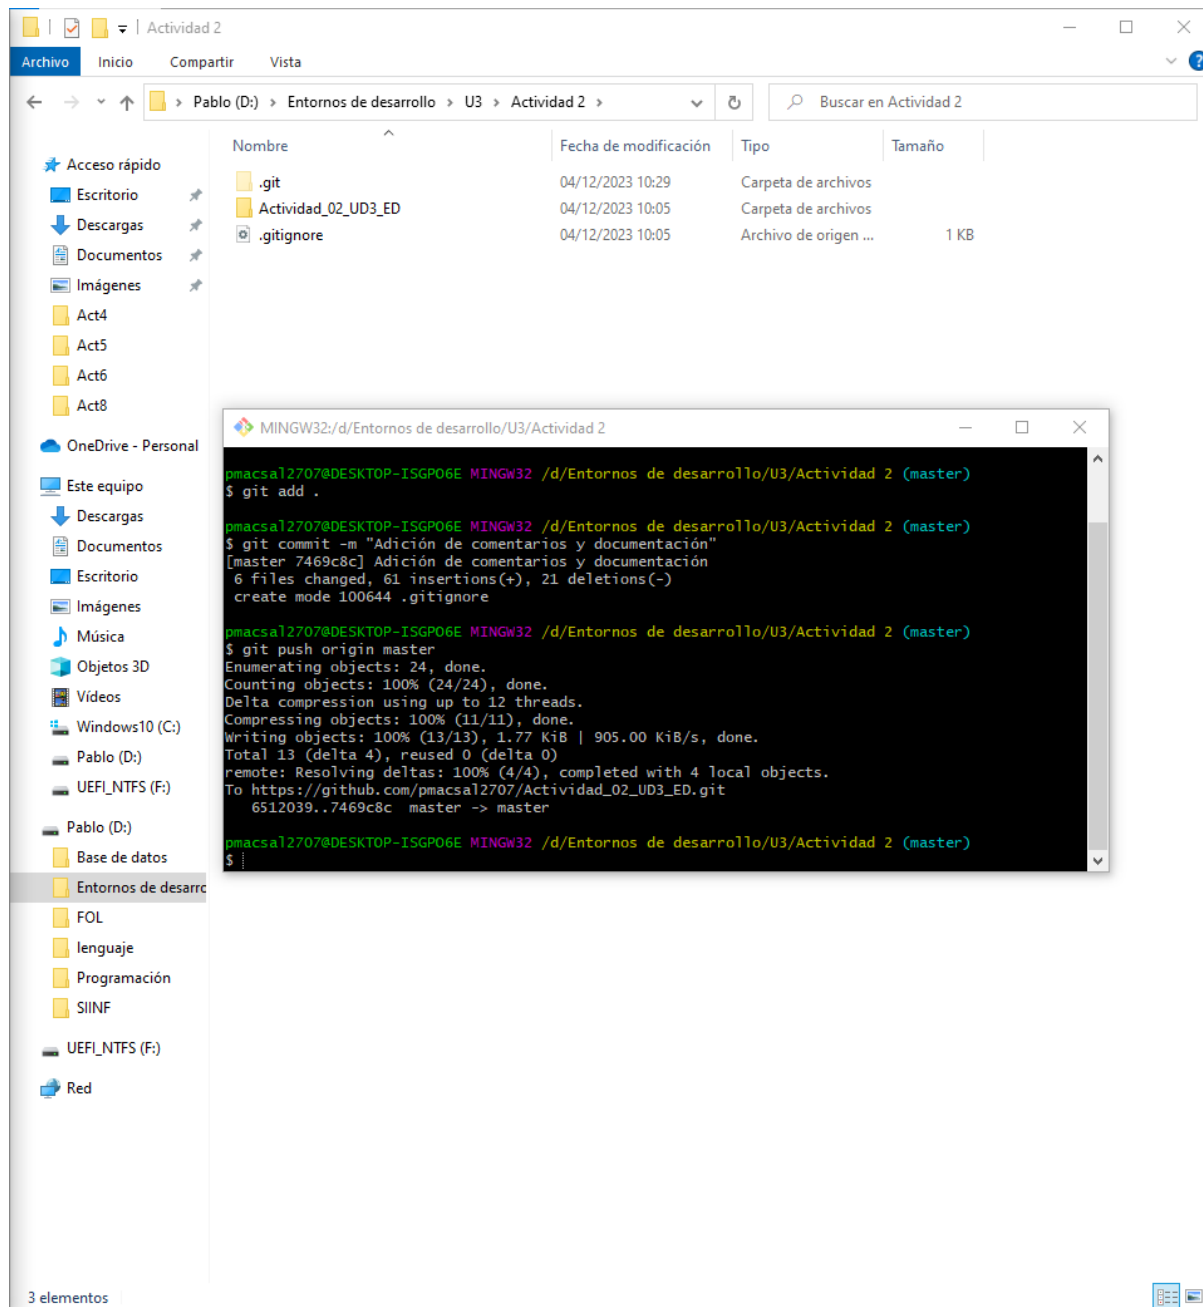 Actividad 2
Archivo Inicio Compartir Vista
Pablo (D:) > Entornos de desarrollo > U3 > Actividad 2 >
Buscar en Actividad 2
Nombre Fecha de modificación Tipo Tamaño
.git 04/12/2023 10:29 Carpeta de archivos
Actividad_02_UD3_ED 04/12/2023 10:05 Carpeta de archivos
.gitignore 04/12/2023 10:05 Archivo de origen ... 1 KB
Acceso rápido
Escritorio
Descargas
Documentos
Imágenes
Act4
Act5
Act6
Act8
OneDrive - Personal
Este equipo
Descargas
Documentos
Escritorio
Imágenes
Música
Objetos 3D
Vídeos
Windows10 (C:)
Pablo (D:)
UEFI_NTFS (F:)
Pablo (D:)
Base de datos
Entornos de desarro
FOL
lenguaje
Programación
SIINF
UEFI_NTFS (F:)
Red
MINGW32:/d/Entornos de desarrollo/U3/Actividad 2
pmacsal2707@DESKTOP-ISGPO6E MINGW32 /d/Entornos de desarrollo/U3/Actividad 2 (master)
$ git add .
pmacsal2707@DESKTOP-ISGPO6E MINGW32 /d/Entornos de desarrollo/U3/Actividad 2 (master)
$ git commit -m "Adición de comentarios y documentación"
[master 7469c8c] Adición de comentarios y documentación
6 files changed, 61 insertions(+), 21 deletions(-)
create mode 100644 .gitignore
pmacsal2707@DESKTOP-ISGPO6E MINGW32 /d/Entornos de desarrollo/U3/Actividad 2 (master)
$ git push origin master
Enumerating objects: 24, done.
Counting objects: 100% (24/24), done.
Delta compression using up to 12 threads.
Compressing objects: 100% (11/11), done.
Writing objects: 100% (13/13), 1.77 KiB | 905.00 KiB/s, done.
Total 13 (delta 4), reused 0 (delta 0)
remote: Resolving deltas: 100% (4/4), completed with 4 local objects.
To https://github.com/pmacsal2707/Actividad_02_UD3_ED.git
6512039..7469c8c master -> master
pmacsal2707@DESKTOP-ISGPO6E MINGW32 /d/Entornos de desarrollo/U3/Actividad 2 (master)
$
3 elementos